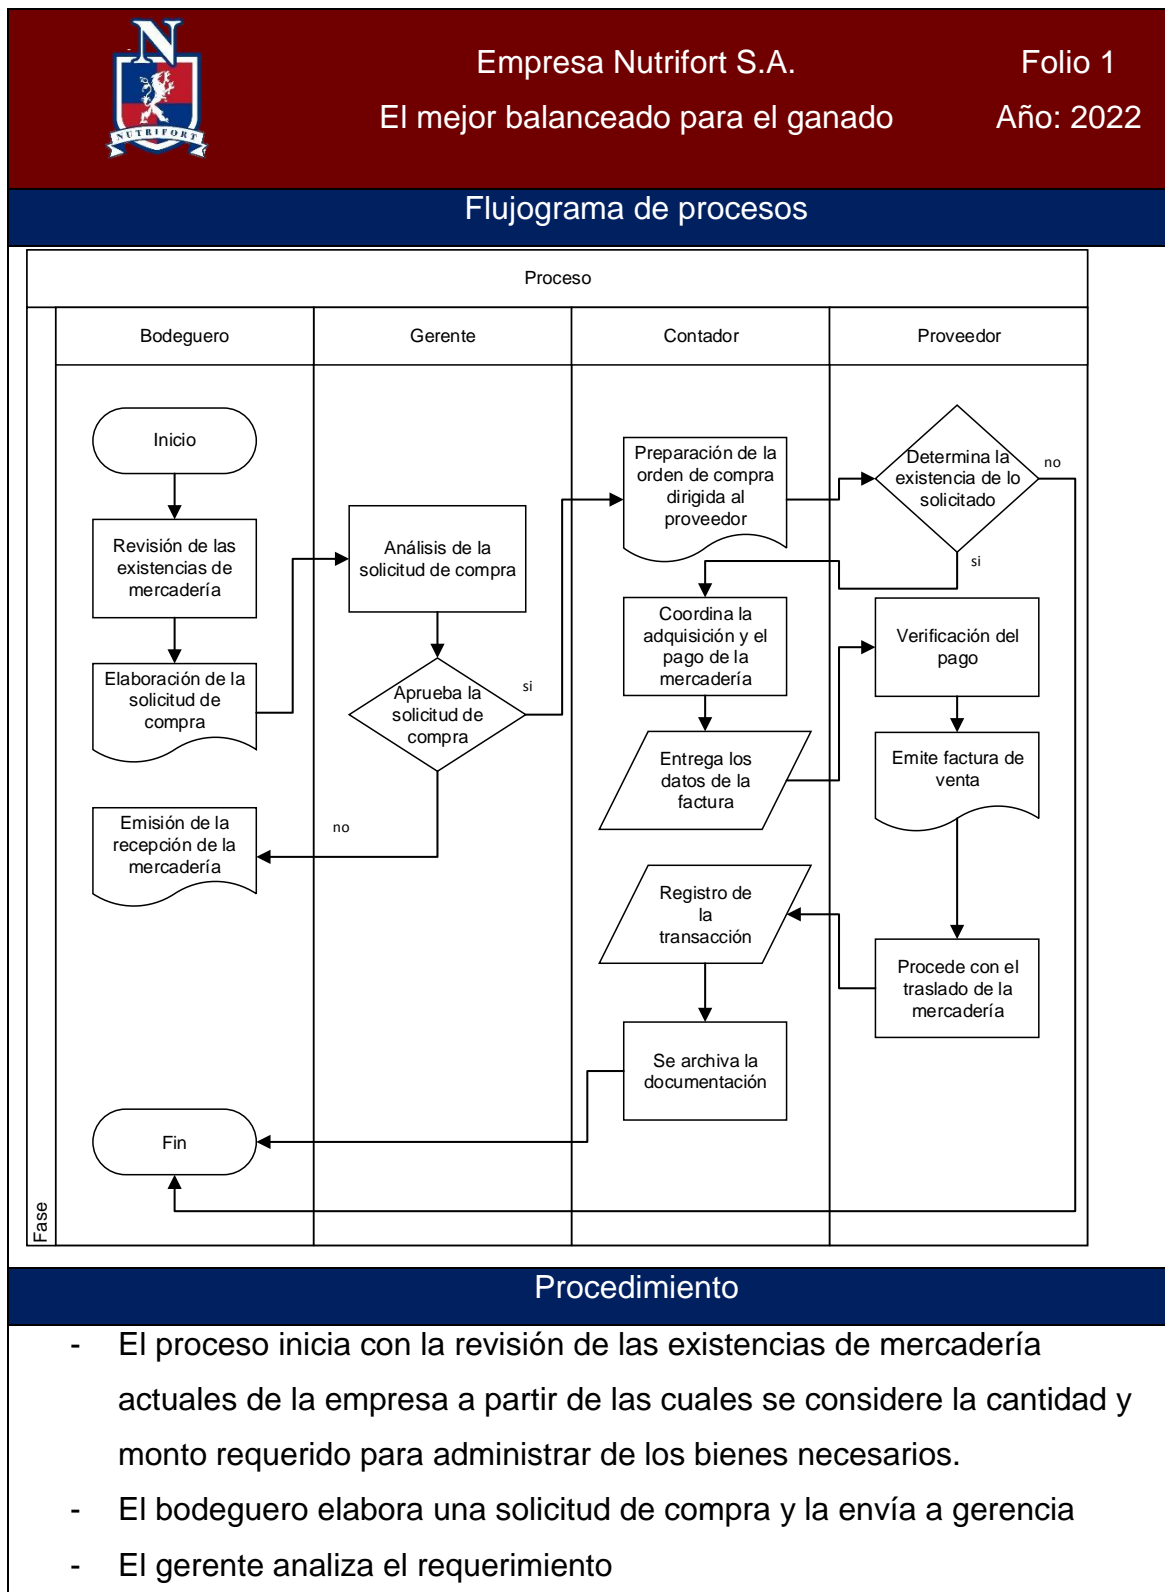 N
NUTRIFORT
Empresa Nutrifort S.A.
El mejor balanceado para el ganado
Folio 1
Año: 2022
Flujograma de procesos
Proceso
Fase
Bodeguero
Gerente
Contador
Proveedor
Inicio
Revisión de las
existencias de
mercadería
Elaboración de la
solicitud de
compra
Análisis de la
solicitud de compra
Aprueba la
solicitud de
compra
si
no
Emisión de la
recepción de la
mercadería
Preparación de la
orden de compra
dirigida al
proveedor
Determina la
existencia de lo
solicitado
no
si
Coordina la
adquisición y el
pago de la
mercadería
Entrega los
datos de la
factura
Verificación del
pago
Emite factura de
venta
Procede con el
traslado de la
mercadería
Registro de
la
transacción
Se archiva la
documentación
Fin
Procedimiento
- El proceso inicia con la revisión de las existencias de mercadería
actuales de la empresa a partir de las cuales se considere la cantidad y
monto requerido para administrar de los bienes necesarios.
- El bodeguero elabora una solicitud de compra y la envía a gerencia
- El gerente analiza el requerimiento